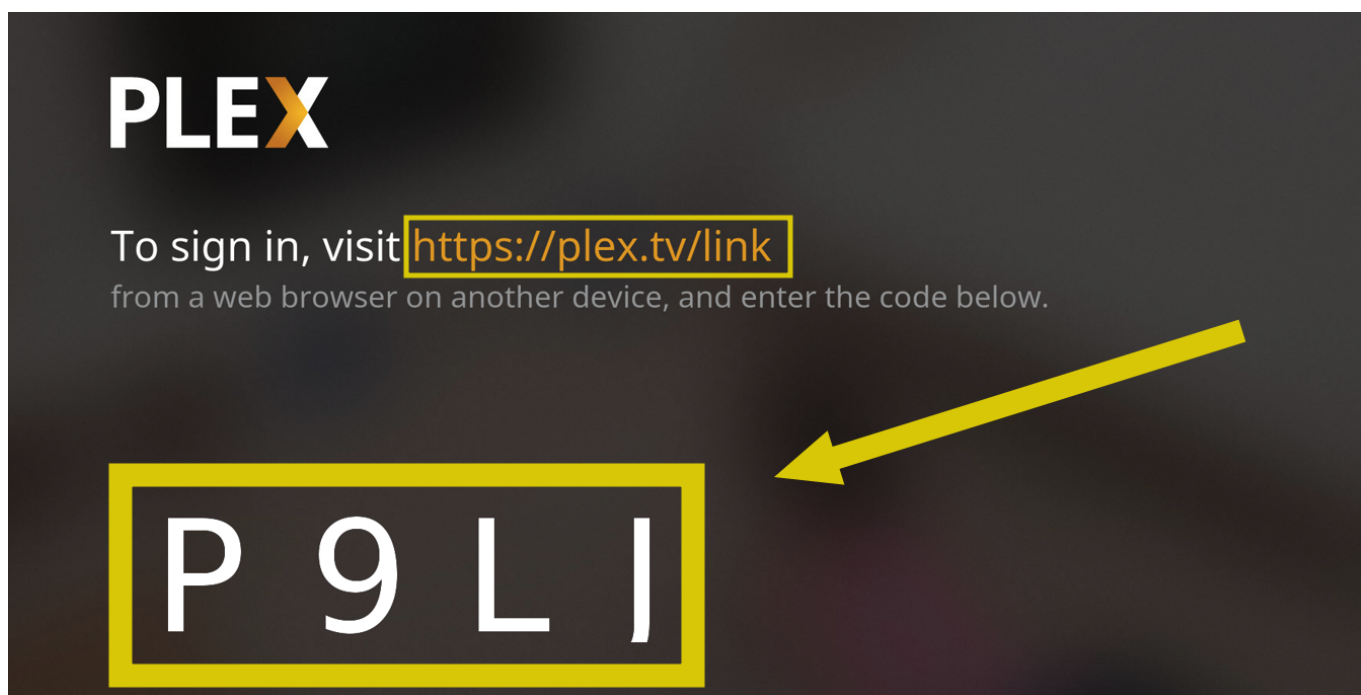 PLEX
To sign in, visit https://plex.tv/link
from a web browser on another device, and enter the code below.
P 9 L J